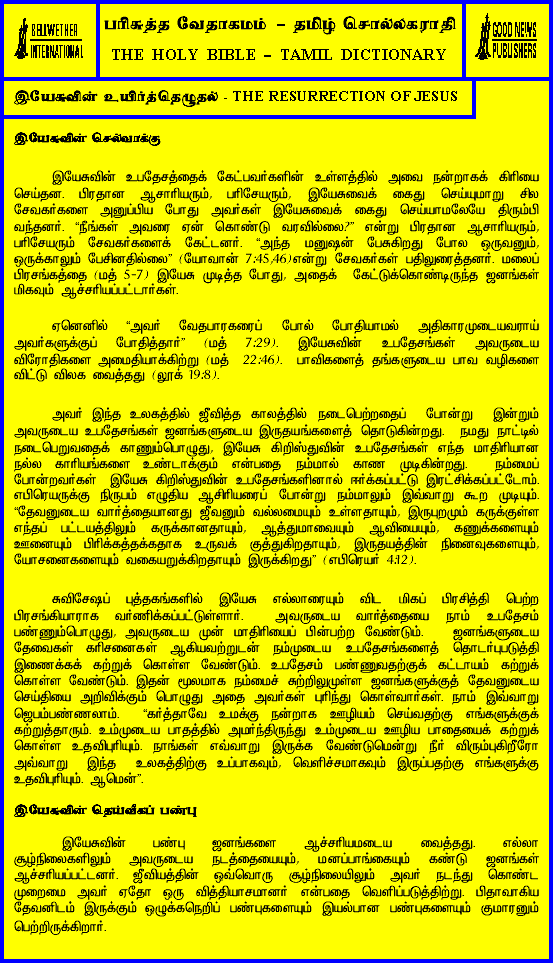 BELLWETHER
INTERNATIONAL
பரிசுத்த வேதாகமம் – தமிழ் சொல்லகராதி
THE HOLY BIBLE – TAMIL DICTIONARY
GOOD NEWS
PUBLISHERS
இயேசுவின் உயிர்த்தெழுதல் - THE RESURRECTION OF JESUS
இயேசுவின் செல்வாக்கு
இயேசுவின் உபதேசத்தைக் கேட்பவர்களின் உள்ளத்தில் அவை நன்றாகக் கிரியை
செய்தன. பிரதான ஆசாரியரும், பரிசேயரும், இயேசுவைக் கைது செய்யுமாறு சில
சேவகர்களை அனுப்பிய போது அவர்கள் இயேசுவைக் கைது செய்யாமலேயே திரும்பி
வந்தனர். “நீங்கள் அவரை ஏன் கொண்டு வரவில்லை?” என்று பிரதான ஆசாரியரும்,
பரிசேயரும் சேவகர்களைக் கேட்டனர். “அந்த மனுஷன் பேசுகிறது போல ஒருவனும்,
ஒருக்காலும் பேசினதில்லை” (யோவான் 7:45,46)என்று சேவகர்கள் பதிலுரைத்தனர். மலைப்
பிரசங்கத்தை (மத் 5-7) இயேசு முடித்த போது, அதைக் கேட்டுக்கொண்டிருந்த ஜனங்கள்
மிகவும் ஆச்சரியப்பட்டார்கள்.
ஏனெனில் “அவர் வேதபாரகரைப் போல் போதியாமல் அதிகாரமுடையவராய்
அவர்களுக்குப் போதித்தார்” (மத் 7:29). இயேசுவின் உபதேசங்கள் அவருடைய
விரோதிகளை அமைதியாக்கிற்று (மத் 22:46). பாவிகளைத் தங்களுடைய பாவ வழிகளை
விட்டு விலக வைத்தது (லூக் 19:8).
அவர் இந்த உலகத்தில் ஜீவித்த காலத்தில் நடைபெற்றதைப் போன்று இன்றும்
அவருடைய உபதேசங்கள் ஜனங்களுடைய இருதயங்களைத் தொடுகின்றது. நமது நாட்டில்
நடைபெறுவதைக் காணும்பொழுது, இயேசு கிறிஸ்துவின் உபதேசங்கள் எந்த மாதிரியான
நல்ல காரியங்களை உண்டாக்கும் என்பதை நம்மால் காண முடிகின்றது. நம்மைப்
போன்றவர்கள் இயேசு கிறிஸ்துவின் உபதேசங்களினால் ஈர்க்கப்பட்டு இரட்சிக்கப்பட்டோம்.
எபிரெயருக்கு நிருபம் எழுதிய ஆசிரியரைப் போன்று நம்மாலும் இவ்வாறு கூற முடியும்.
“தேவனுடைய வார்த்தையானது ஜீவனும் வல்லமையும் உள்ளதாயும், இருபுறமும் கருக்குள்ள
எந்தப் பட்டயத்திலும் கருக்கானதாயும், ஆத்துமாவையும் ஆவியையும், கணுக்களையும்
ஊனையும் பிரிக்கத்தக்கதாக உருவக் குத்துகிறதாயும், இருதயத்தின் நினைவுகளையும்,
யோசனைகளையும் வகையறுக்கிறதாயும் இருக்கிறது” (எபிரெயர் 4:12).
சுவிசேஷப் புத்தகங்களில் இயேசு எல்லாரையும் விட மிகப் பிரசித்தி பெற்ற
பிரசங்கியாராக வர்ணிக்கப்பட்டுள்ளார். அவருடைய வார்த்தையை நாம் உபதேசம்
பண்ணும்பொழுது, அவருடைய முன் மாதிரியைப் பின்பற்ற வேண்டும். ஜனங்களுடைய
தேவைகள் கரிசனைகள் ஆகியவற்றுடன் நம்முடைய உபதேசங்களைத் தொடர்புபடுத்தி
இணைக்கக் கற்றுக் கொள்ள வேண்டும். உபதேசம் பண்ணுவதற்குக் கட்டாயம் கற்றுக்
கொள்ள வேண்டும். இதன் மூலமாக நம்மைச் சுற்றிலுமுள்ள ஜனங்களுக்குத் தேவனுடைய
செய்தியை அறிவிக்கும் பொழுது அதை அவர்கள் புரிந்து கொள்வார்கள். நாம் இவ்வாறு
ஜெபம்பண்ணலாம். “கர்த்தாவே உமக்கு நன்றாக ஊழியம் செய்வதற்கு எங்களுக்குக்
கற்றுத்தாரும். உம்முடைய பாதத்தில் அமர்ந்திருந்து உம்முடைய ஊழிய பாதையைக் கற்றுக்
கொள்ள உதவிபுரியும். நாங்கள் எவ்வாறு இருக்க வேண்டுமென்று நீர் விரும்புகிறீரோ
அவ்வாறு இந்த உலகத்திற்கு உப்பாகவும், வெளிச்சமாகவும் இருப்பதற்கு எங்களுக்கு
உதவிபுரியும். ஆமென்”.
இயேசுவின் தெய்வீகப் பண்பு
இயேசுவின் பண்பு ஜனங்களை ஆச்சரியமடைய வைத்தது. எல்லா
சூழ்நிலைகளிலும் அவருடைய நடத்தையையும், மனப்பாங்கையும் கண்டு ஜனங்கள்
ஆச்சரியப்பட்டனர். ஜீவியத்தின் ஒவ்வொரு சூழ்நிலையிலும் அவர் நடந்து கொண்ட
முறைமை அவர் ஏதோ ஒரு வித்தியாசமானர் என்பதை வெளிப்படுத்திற்று. பிதாவாகிய
தேவனிடம் இருக்கும் ஒழுக்கநெறிப் பண்புகளையும் இயல்பான பண்புகளையும் குமாரனும்
பெற்றிருக்கிறார்.